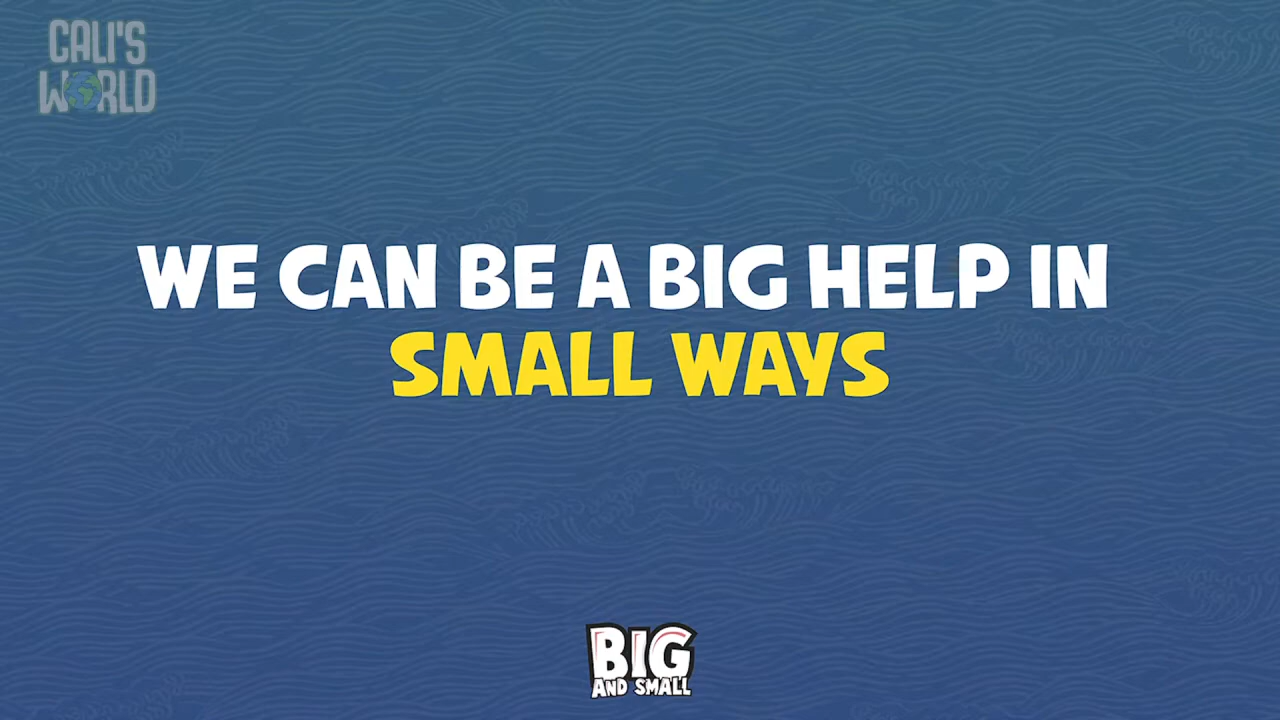 CALI'S
WORLD
WE CAN BE A BIG HELP IN
SMALL WAYS
BIG
AND SMALL